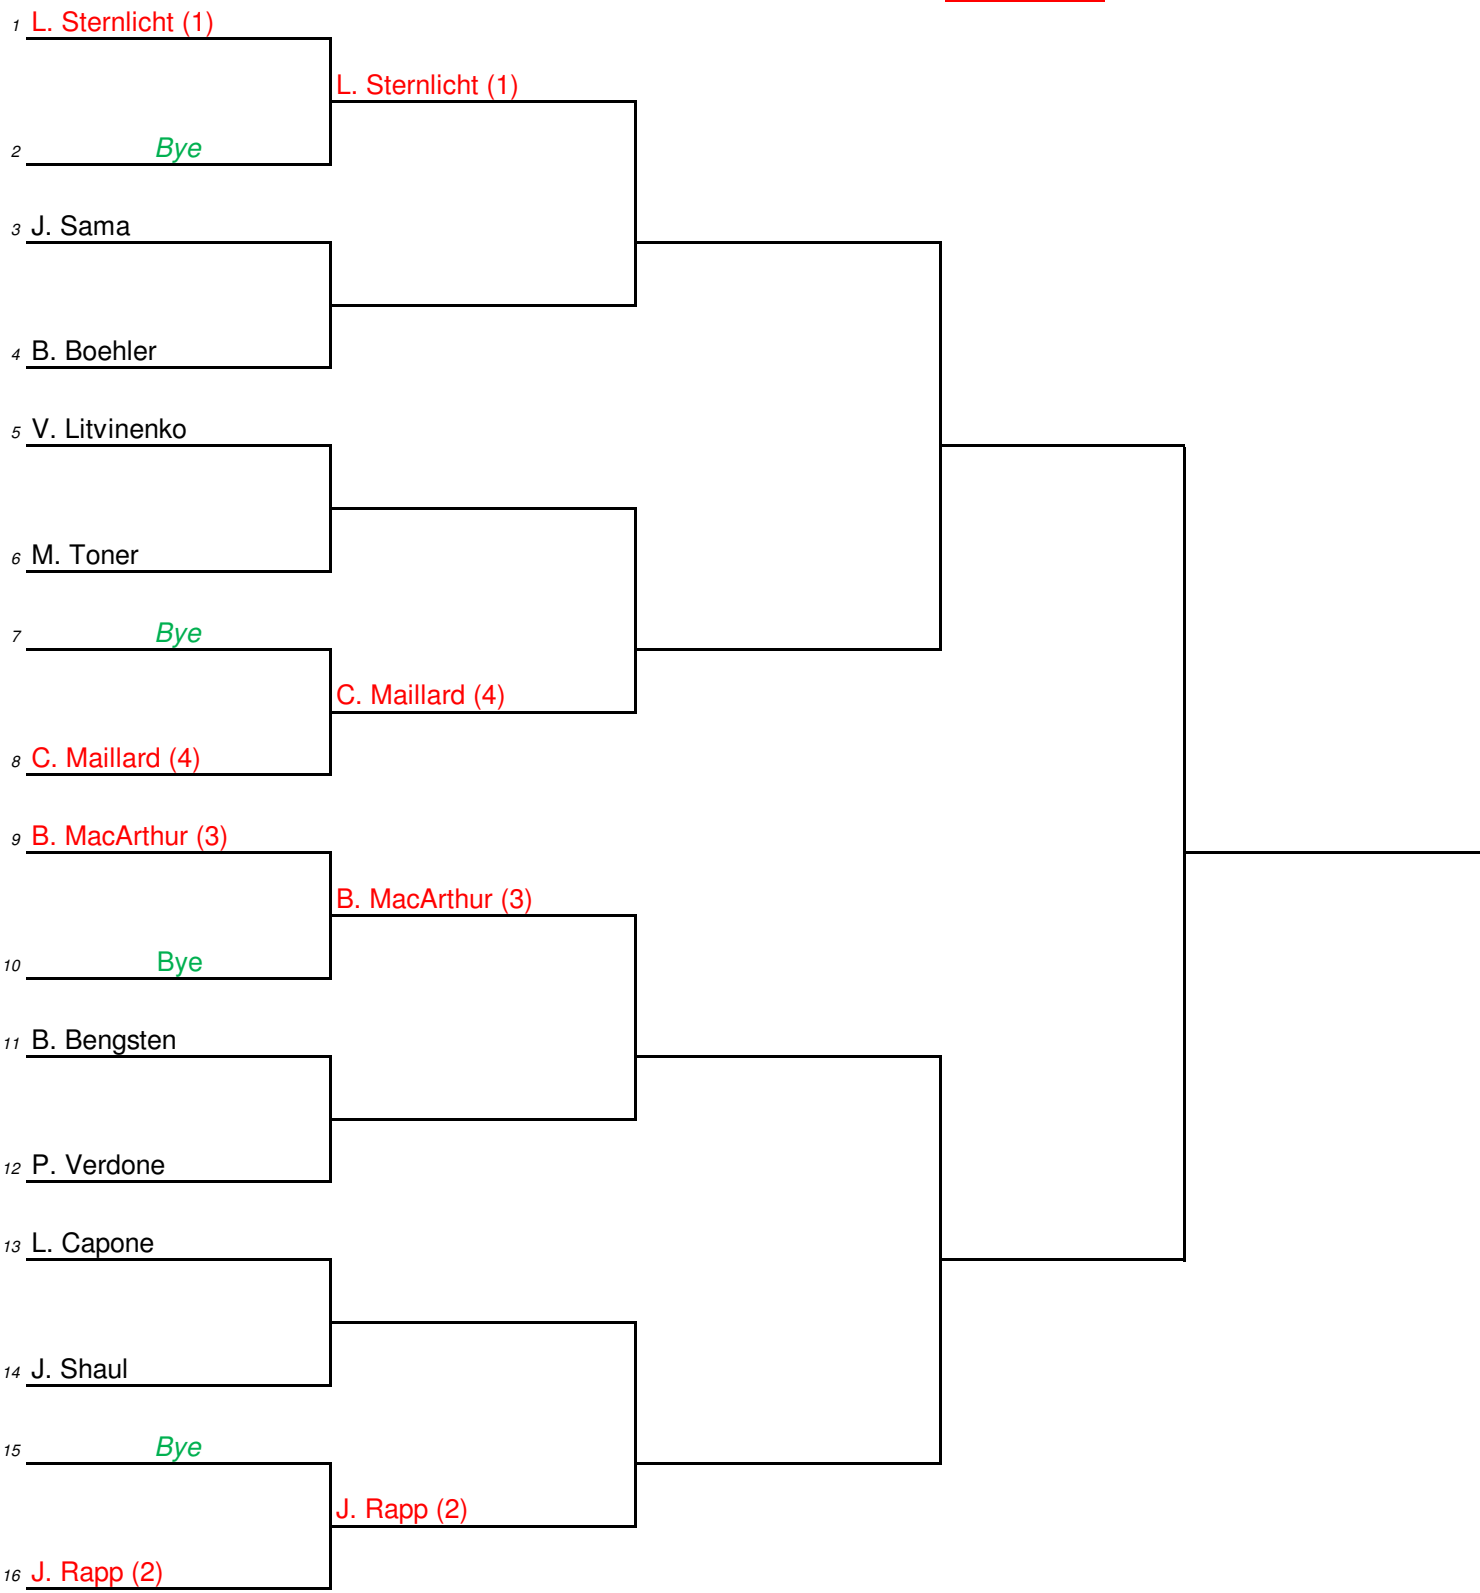 1 L. Sternlicht (1)
L. Sternlicht (1)
2 Bye
3 J. Sama
4 B. Boehler
5 V. Litvinenko
6 M. Toner
7 Bye
C. Maillard (4)
8 C. Maillard (4)
9 B. MacArthur (3)
B. MacArthur (3)
10 Bye
11 B. Bengsten
12 P. Verdone
13 L. Capone
14 J. Shaul
15 Bye
J. Rapp (2)
16 J. Rapp (2)